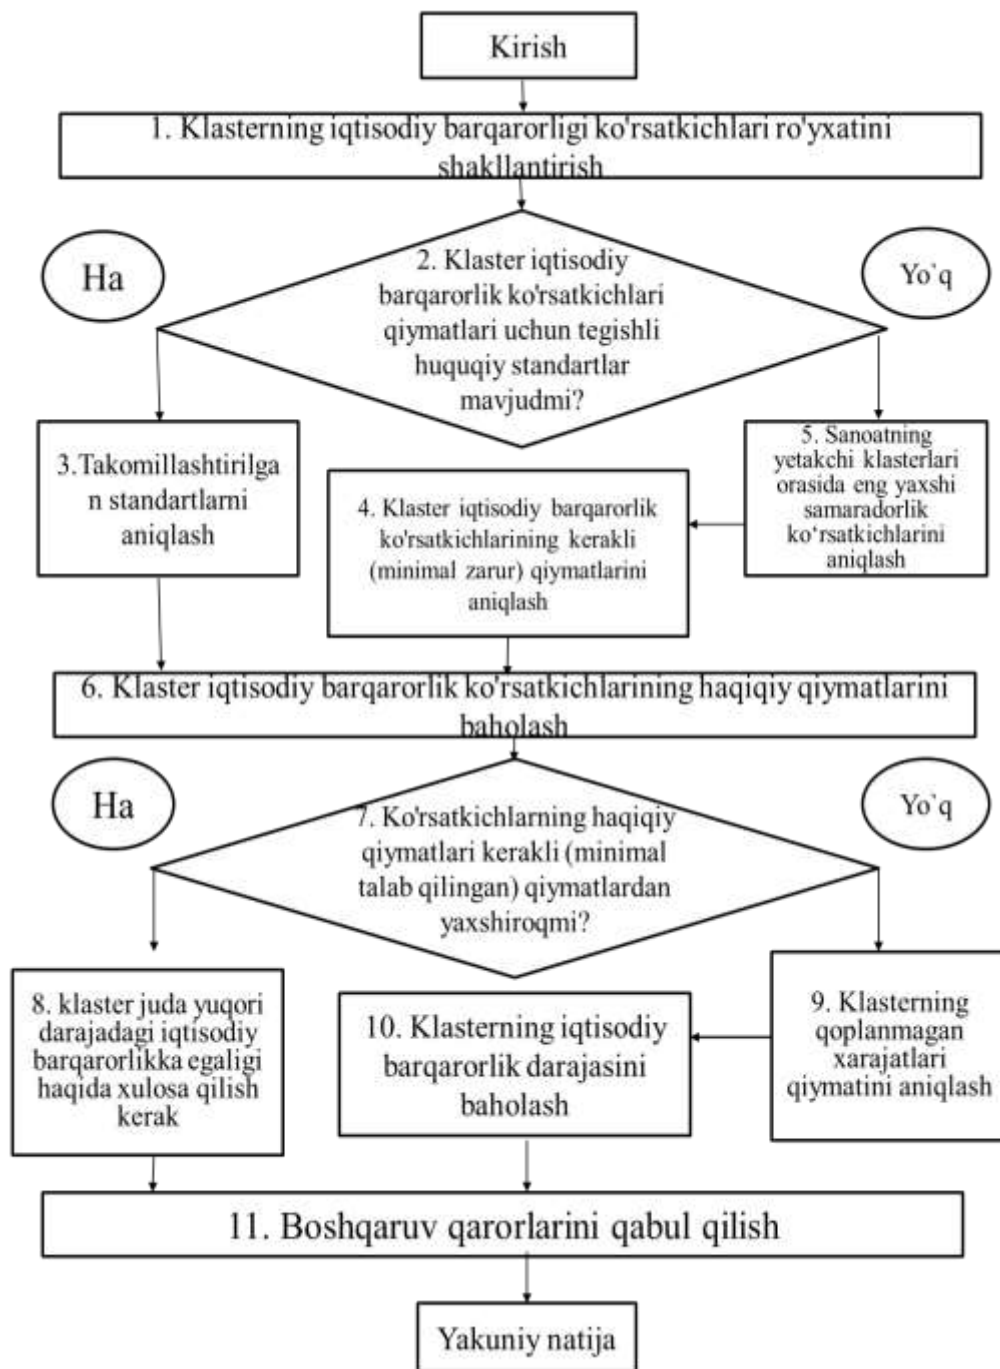 Kirish
1. Klasterning iqtisodiy barqarorligi ko'rsatkichlari ro'yxatini
shakllantirish
Ha
2. Klaster iqtisodiy
barqarorlik ko'rsatkichlari
qiymatlari uchun tegishli
huquqiy standartlar
mavjudmi?
Yo`q
3.Takomillashtirilga
n standartlarni
aniqlash
4. Klaster iqtisodiy barqarorlik
ko'rsatkichlarining kerakli
(minimal zarur) qiymatlarini
aniqlash
5. Sanoatning
yetakchi klasterlari
orasida eng yaxshi
samaradorlik
ko‘rsatkichlarini
aniqlash
6. Klaster iqtisodiy barqarorlik ko'rsatkichlarining haqiqiy qiymatlarini
baholash
Ha
7. Ko'rsatkichlarning haqiqiy
qiymatlari kerakli (minimal
talab qilingan) qiymatlardan
yaxshiroqmi?
Yo`q
8. klaster juda yuqori
darajadagi iqtisodiy
barqarorlikka egaligi
haqida xulosa qilish
kerak
10. Klasterning iqtisodiy
barqarorlik darajasini
baholash
9. Klasterning
qoplanmagan
xarajatlari
qiymatini aniqlash
11. Boshqaruv qarorlarini qabul qilish
Yakuniy natija